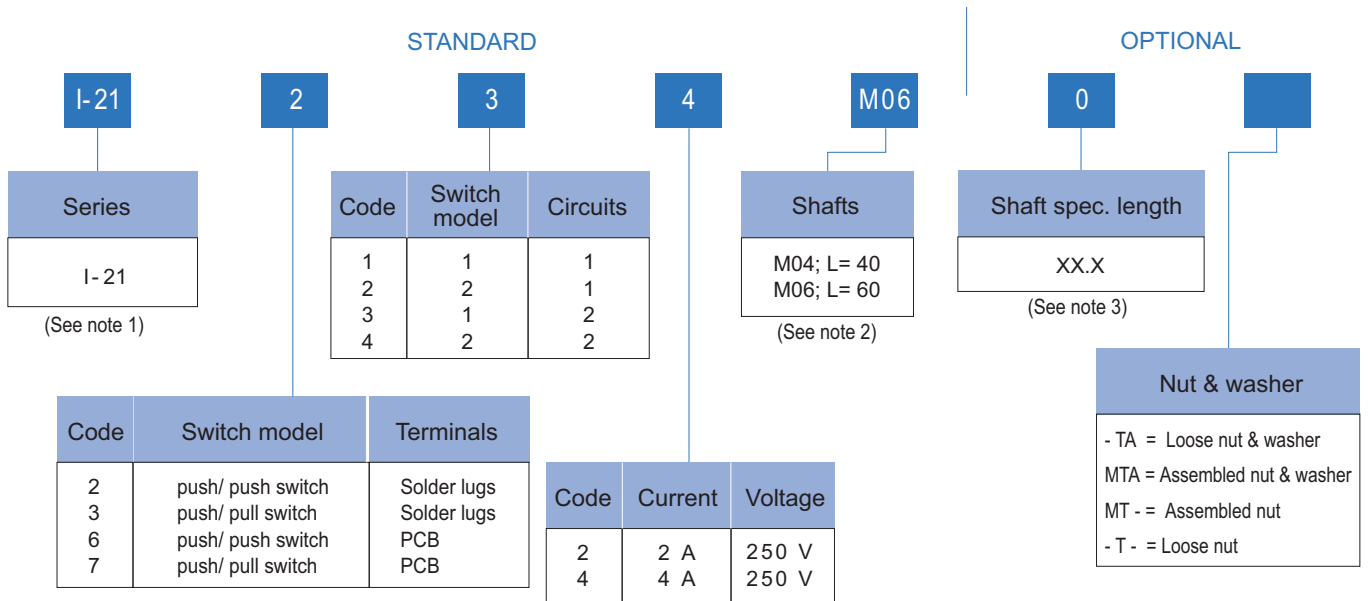 STANDARD
OPTIONAL
I-21 2 3 4 M06 0
Series
I-21
(See note 1)
Code Switch model Circuits
1 1 1
2 2 1
3 1 2
4 2 2
Shafts
M04; L= 40
M06; L= 60
(See note 2)
Shaft spec. length
XX.X
(See note 3)
Code Switch model Terminals
2 push/ push switch Solder lugs
3 push/ pull switch Solder lugs
6 push/ push switch PCB
7 push/ pull switch PCB
Code Current Voltage
2 2 A 250 V
4 4 A 250 V
Nut & washer
- TA = Loose nut & washer
MTA = Assembled nut & washer
MT - = Assembled nut
- T - = Loose nut